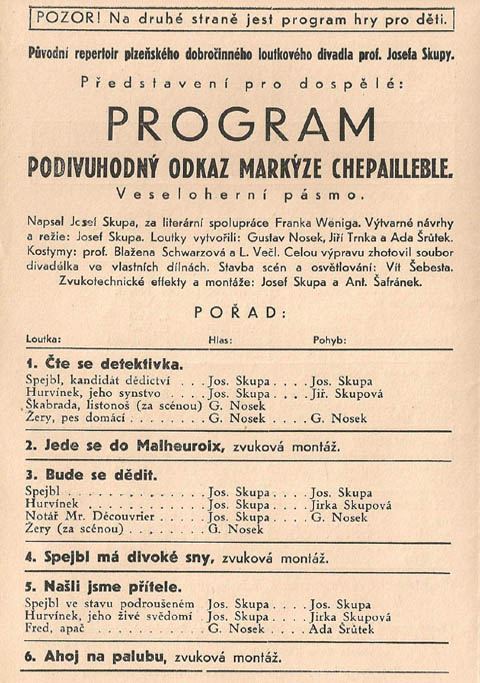 POZOR! Na druhé straně jest program hry pro děti.
Původní repertoir plzeňského dobročinného loutkového divadla prof. Josefa Skupy.
Představení pro dospělé:
PROGRAM
PODIVUHODNÝ ODKAZ MARKÝZE CHEPAILLEBLE.
Veseloherní pásmo.
Napsal Josef Skupa, za literární spolupráce Franka Weniga. Výtvarné návrhy
a režie: Josef Skupa. Loutky vytvořili: Gustav Nosek, Jiří Trnka a Ada Šrůtek.
Kostymy: prof. Blažena Schwarzová a L. Večl. Celou výpravu zhotovil soubor
divadélka ve vlastních dílnách. Stavba scén a osvětlování: Vít Šebesta.
Zvukotechnické effekty a montáže: Josef Skupa a Ant. Šafránek.
POŘAD:
Loutka: Hlas: Pohyb:
1. Čte se detektivka.
Spejbl, kandidát dědictví . . . Jos. Skupa . . . . Jos. Skupa
Hurvínek, jeho synstvo . . . . Jos. Skupa . . . . Jiř. Skupová
Škabrada, listonoš (za scénou) G. Nosek
Žery, pes domácí . . . . . . G. Nosek . . . . G. Nosek
2. Jede se do Malheuroix, zvuková montáž.
3. Bude se dědit.
Spejbl . . . . . . . . . . . . Jos. Skupa . . . . Jos. Skupa
Hurvínek . . . . . . . . . . Jos. Skupa . . . . Jirka Skupová
Notář Mr. Découvrier . . . . Jos. Skupa . . . . G. Nosek
Žery (za scénou) . . . . . . . G. Nosek
4. Spejbl má divoké sny, zvuková montáž.
5. Našli jsme přítele.
Spejbl ve stavu podroušeném Jos. Skupa . . . . Jos. Skupa
Hurvínek, jeho živé svědomí Jos. Skupa . . . . Jirka Skupová
Fred, apač . . . . . . . . . G. Nosek . . . . Ada Šrůtek
6. Ahoj na palubu, zvuková montáž.